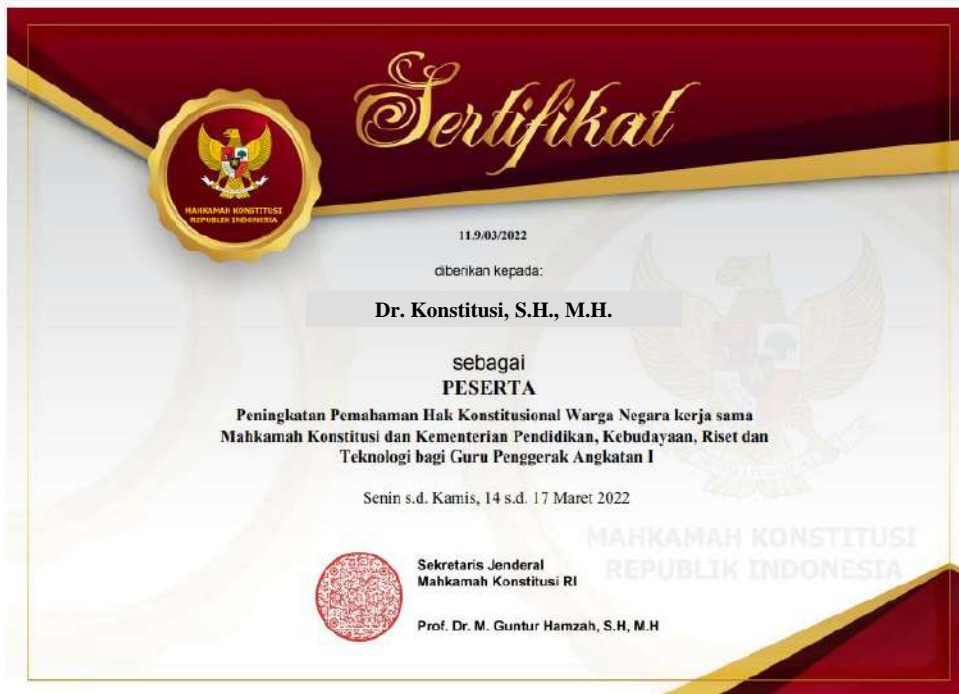 Sertifikat
MAHKAMAH KONSTITUSI
REPUBLIK INDONESIA
11.9/03/2022
diberikan kepada:
Dr. Konstitusi, S.H., M.H.
sebagai
PESERTA
Peningkatan Pemahaman Hak Konstitusional Warga Negara kerja sama
Mahkamah Konstitusi dan Kementerian Pendidikan, Kebudayaan, Riset dan
Teknologi bagi Guru Penggerak Angkatan I
Senin s.d. Kamis, 14 s.d. 17 Maret 2022
MAHKAMAH KONSTITUSI
REPUBLIK INDONESIA
Sekretaris Jenderal
Mahkamah Konstitusi RI
Prof. Dr. M. Guntur Hamzah, S.H, M.H